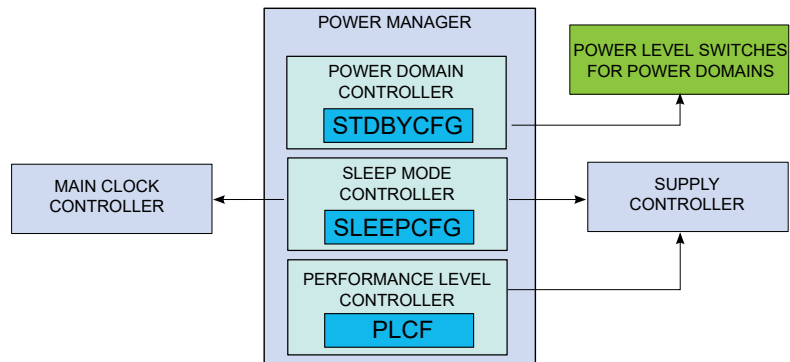 POWER MANAGER
POWER DOMAIN
CONTROLLER
STDBYCFG
POWER LEVEL SWITCHES
FOR POWER DOMAINS
MAIN CLOCK
CONTROLLER
SLEEP MODE
CONTROLLER
SLEEPCFG
SUPPLY
CONTROLLER
PERFORMANCE LEVEL
CONTROLLER
PLCF